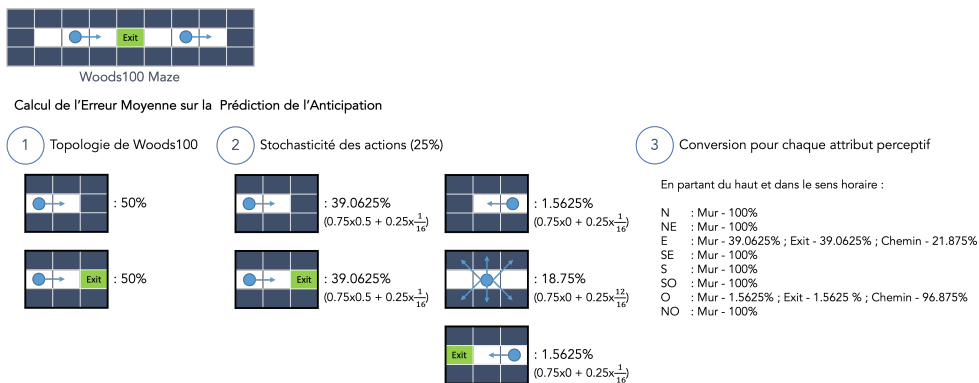 Exit
Woods100 Maze
Calcul de l'Erreur Moyenne sur la Prédiction de l'Anticipation
1 Topologie de Woods100
: 50%
Exit : 50%
2 Stochasticité des actions (25%)
: 39.0625%
(0.75x0.5 + 0.25x1/16)
: 1.5625%
(0.75x0 + 0.25x1/16)
Exit : 39.0625%
(0.75x0.5 + 0.25x1/16)
: 18.75%
(0.75x0 + 0.25x12/16)
Exit : 1.5625%
(0.75x0 + 0.25x1/16)
3 Conversion pour chaque attribut perceptif
En partant du haut et dans le sens horaire :
N : Mur - 100%
NE : Mur - 100%
E : Mur - 39.0625% ; Exit - 39.0625% ; Chemin - 21.875%
SE : Mur - 100%
S : Mur - 100%
SO : Mur - 100%
O : Mur - 1.5625% ; Exit - 1.5625 % ; Chemin - 96.875%
NO : Mur - 100%